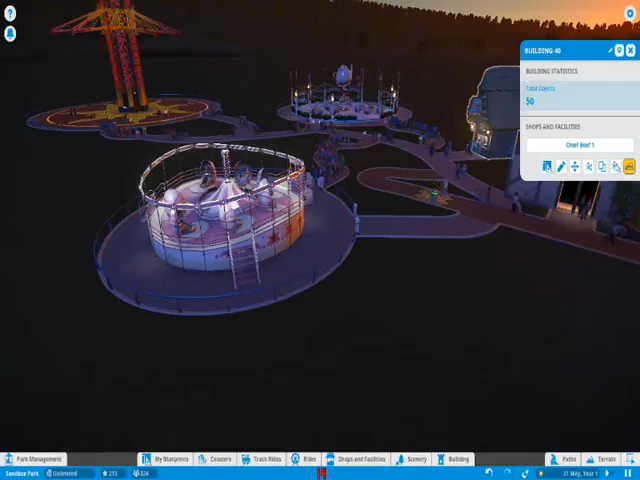 BUILDING 40
BUILDING STATISTICS
Total Objects
50
SHOPS AND FACILITIES
Chief Beef 1
Park Management
My Blueprints
Coasters
Track Rides
Rides
Shops and Facilities
Scenery
Building
Paths
Terrain
Sandbox Park
Unlimited
213
324
31 May, Year 1